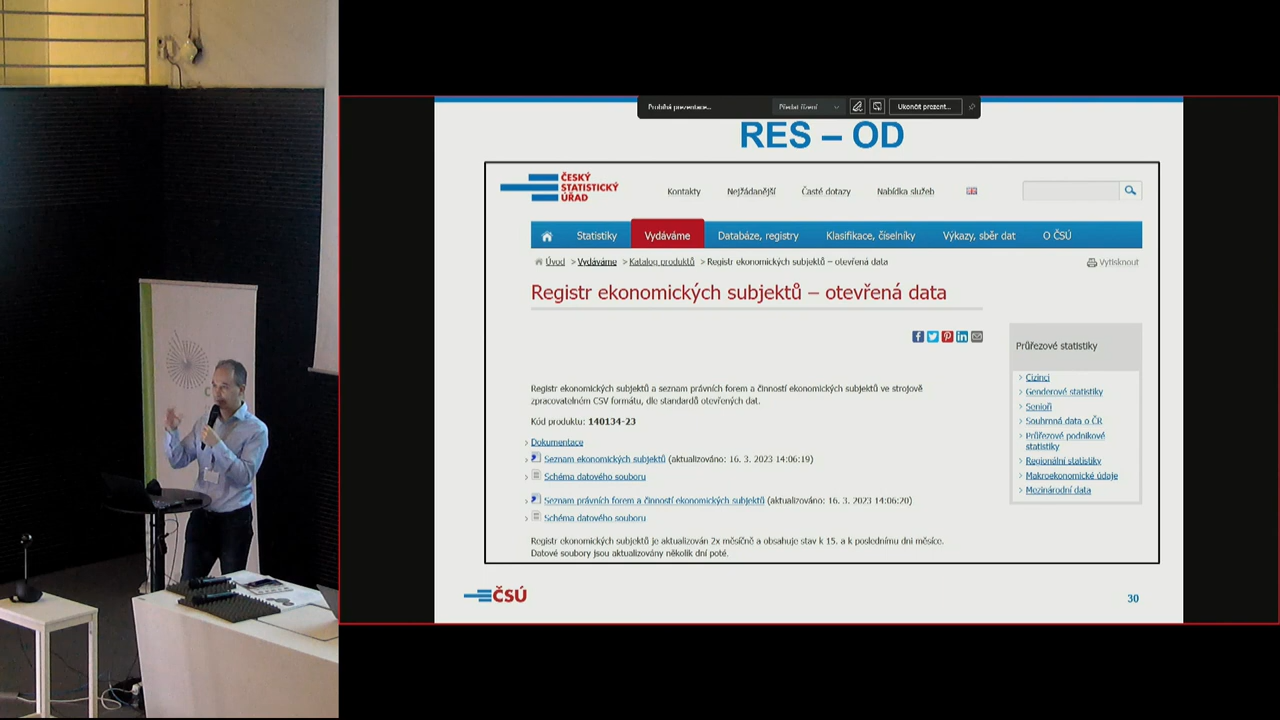 Probíhá prezentace...
Předat řízení
Ukončit prezent...
RES – OD
ČESKÝ
STATISTICKÝ
ÚŘAD
Kontakty
Nejžádanější
Časté dotazy
Nabídka služeb
Statistiky
Vydáváme
Databáze, registry
Klasifikace, číselníky
Výkazy, sběr dat
O ČSÚ
Úvod > Vydáváme > Katalog produktů > Registr ekonomických subjektů – otevřená data
Vytisknout
Registr ekonomických subjektů – otevřená data
Registr ekonomických subjektů a seznam právních forem a činností ekonomických subjektů ve strojově
zpracovatelném CSV formátu, dle standardů otevřených dat.
Kód produktu: 140134-23
Dokumentace
Seznam ekonomických subjektů (aktualizováno: 16. 3. 2023 14:06:19)
Schéma datového souboru
Seznam právních forem a činností ekonomických subjektů (aktualizováno: 16. 3. 2023 14:06:20)
Schéma datového souboru
Registr ekonomických subjektů je aktualizován 2x měsíčně a obsahuje stav k 15. a k poslednímu dni měsíce.
Datové soubory jsou aktualizovány několik dní poté.
Průřezové statistiky
Cizinci
Genderové statistiky
Senioři
Souhrnná data o ČR
Průřezové podnikové
statistiky
Regionální statistiky
Makroekonomické údaje
Mezinárodní data
ČSÚ
30